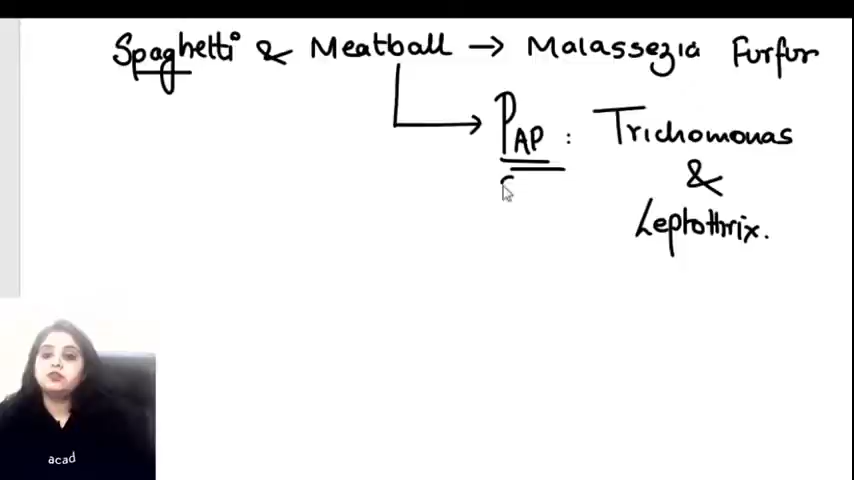 Spaghetti & Meatball → Malassezia Furfur
→ PAP : Trichomonas
&
Leptothrix.
acad